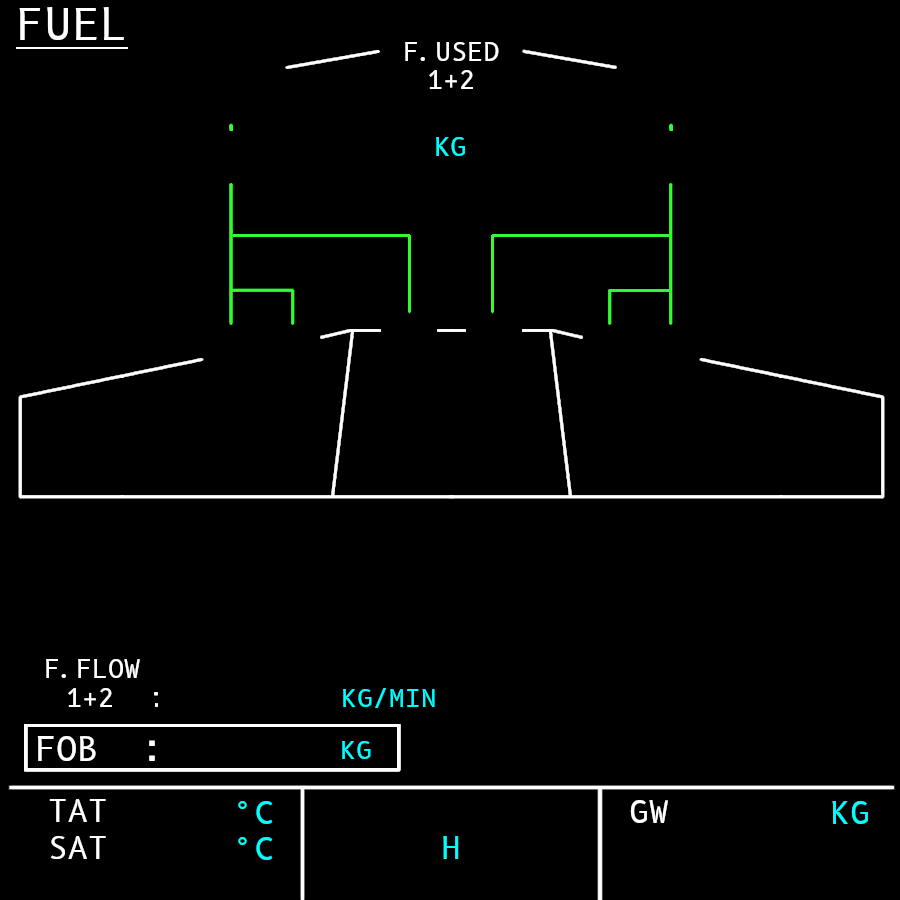 FUEL
F.USED
1+2
KG
F.FLOW
1+2 : KG/MIN
FOB : KG
TAT °C
SAT °C
H
GW KG